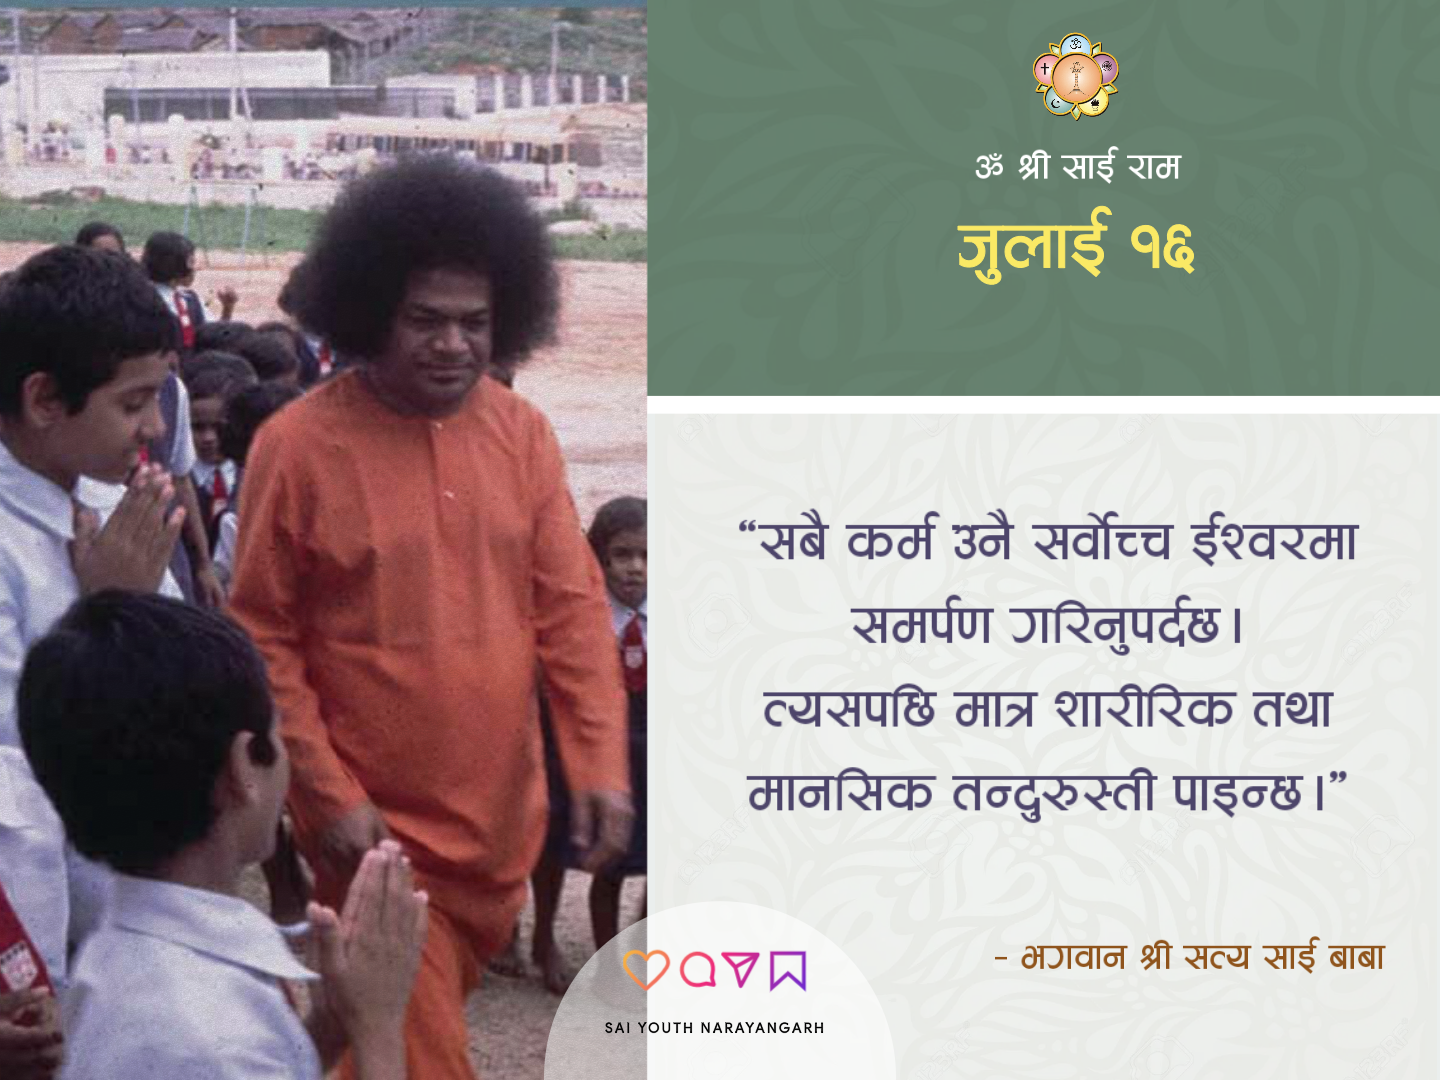 ॐ श्री साई राम
जुलाई १६
“सबै कर्म उनै सर्वोच्च ईश्वरमा
समर्पण गरिनुपर्दछ।
त्यसपछि मात्र शारीरिक तथा
मानसिक तन्दुरुस्ती पाइन्छ।”
- भगवान श्री सत्य साई बाबा
SAI YOUTH NARAYANGARH